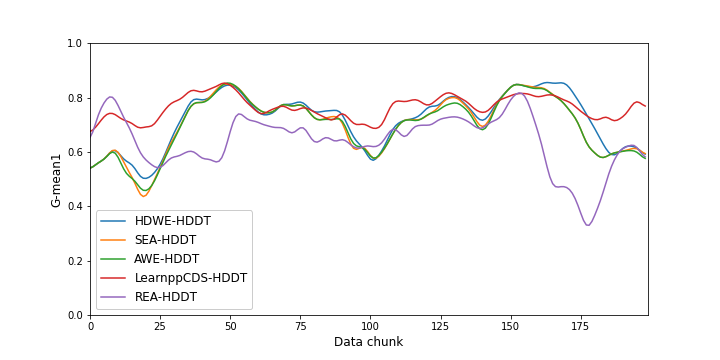 1.0
0.8
0.6
0.4
0.2
0.0
G-mean1
HDWE-HDDT
SEA-HDDT
AWE-HDDT
LearnppCDS-HDDT
REA-HDDT
0 25 50 75 100 125 150 175
Data chunk